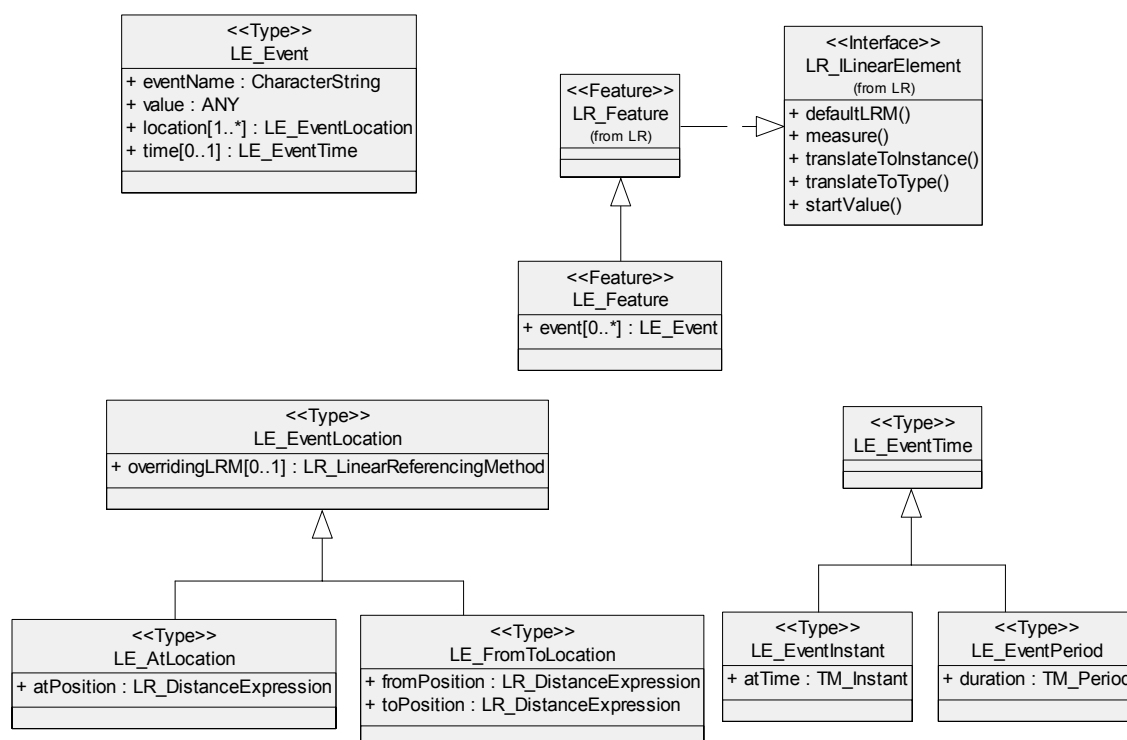 <<Type>>
LE_Event
+ eventName : CharacterString
+ value : ANY
+ location[1..*] : LE_EventLocation
+ time[0..1] : LE_EventTime
<<Feature>>
LR_Feature
(from LR)
<<Interface>>
LR_ILinearElement
(from LR)
+ defaultLRM()
+ measure()
+ translateToInstance()
+ translateToType()
+ startValue()
<<Feature>>
LE_Feature
+ event[0..*] : LE_Event
<<Type>>
LE_EventLocation
+ overridingLRM[0..1] : LR_LinearReferencingMethod
<<Type>>
LE_EventTime
<<Type>>
LE_AtLocation
+ atPosition : LR_DistanceExpression
<<Type>>
LE_FromToLocation
+ fromPosition : LR_DistanceExpression
+ toPosition : LR_DistanceExpression
<<Type>>
LE_EventInstant
+ atTime : TM_Instant
<<Type>>
LE_EventPeriod
+ duration : TM_Period